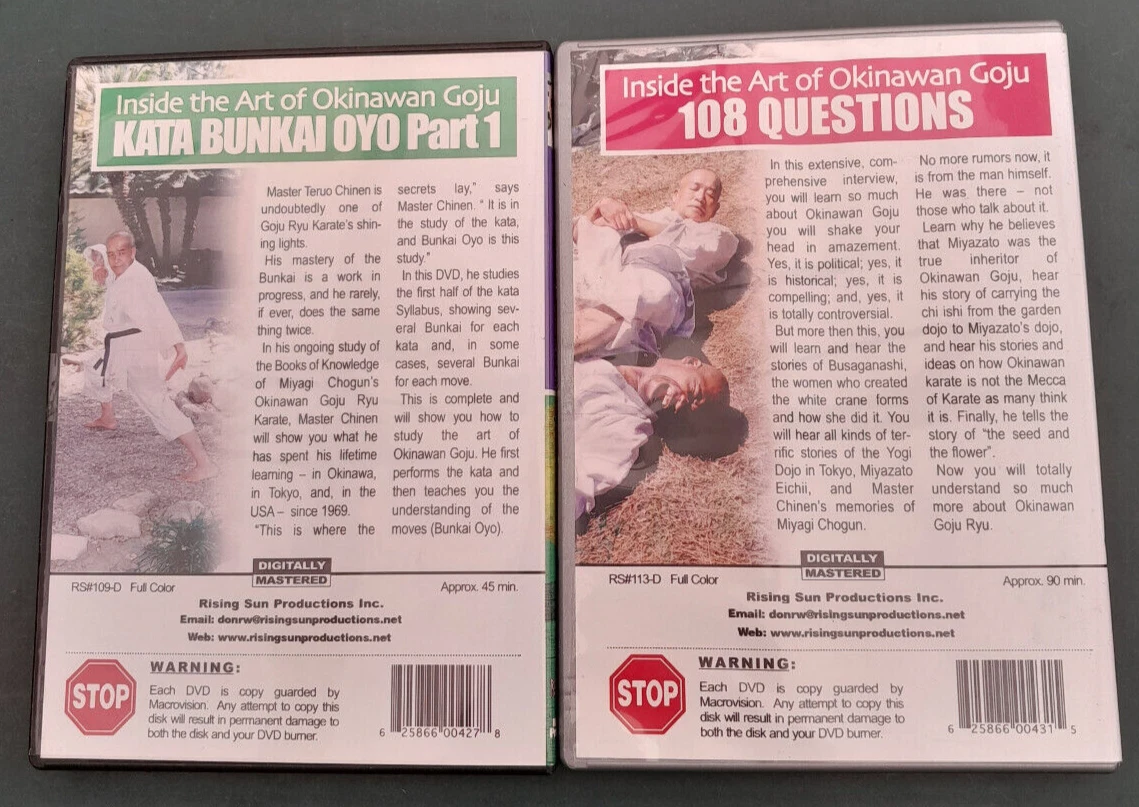 Inside the Art of Okinawan Goju
KATA BUNKAI OYO Part 1
Master Teruo Chinen is
undoubtedly one of
Goju Ryu Karate's shin-
ing lights.
His mastery of the
Bunkai is a work in
progress, and he rarely,
if ever, does the same
thing twice.
In his ongoing study of
the Books of Knowledge
of Miyagi Chogun's
Okinawan Goju Ryu
Karate, Master Chinen
will show you what he
has spent his lifetime
learning – in Okinawa,
in Tokyo, and, in the
USA – since 1969.
"This is where the
secrets lay," says
Master Chinen. " It is in
the study of the kata,
and Bunkai Oyo is this
study."
In this DVD, he studies
the first half of the kata
Syllabus, showing sev-
eral Bunkai for each
kata and, in some
cases, several Bunkai
for each move.
This is complete and
will show you how to
study the art of
Okinawan Goju. He first
performs the kata and
then teaches you the
understanding of the
moves (Bunkai Oyo).
DIGITALLY
MASTERED
RS#109-D Full Color
Approx. 45 min.
Rising Sun Productions Inc.
Email: donrw@risingsunproductions.net
Web: www.risingsunproductions.net
STOP
WARNING:
Each DVD is copy guarded by
Macrovision. Any attempt to copy this
disk will result in permanent damage to
both the disk and your DVD burner.
6 25866 00427 8
Inside the Art of Okinawan Goju
108 QUESTIONS
In this extensive, com-
prehensive interview,
you will learn so much
about Okinawan Goju
you will shake your
head in amazement.
Yes, it is political; yes, it
is historical; yes, it is
compelling; and, yes, it
is totally controversial.
But more then this, you
will learn and hear the
stories of Busaganashi,
the women who created
the white crane forms
and how she did it. You
will hear all kinds of ter-
rific stories of the Yogi
Dojo in Tokyo, Miyazato
Eichii, and Master
Chinen's memories of
Miyagi Chogun.
No more rumors now, it
is from the man himself.
He was there – not
those who talk about it.
Learn why he believes
that Miyazato was the
true inheritor of
Okinawan Goju, hear
his story of carrying the
chi ishi from the garden
dojo to Miyazato's dojo,
and hear his stories and
ideas on how Okinawan
karate is not the Mecca
of Karate as many think
it is. Finally, he tells the
story of "the seed and
the flower".
Now you will totally
understand so much
more about Okinawan
Goju Ryu.
DIGITALLY
MASTERED
RS#113-D Full Color
Approx. 90 min.
Rising Sun Productions Inc.
Email: donrw@risingsunproductions.net
Web: www.risingsunproductions.net
STOP
WARNING:
Each DVD is copy guarded by
Macrovision. Any attempt to copy this
disk will result in permanent damage to
both the disk and your DVD burner.
6 25866 00431 5